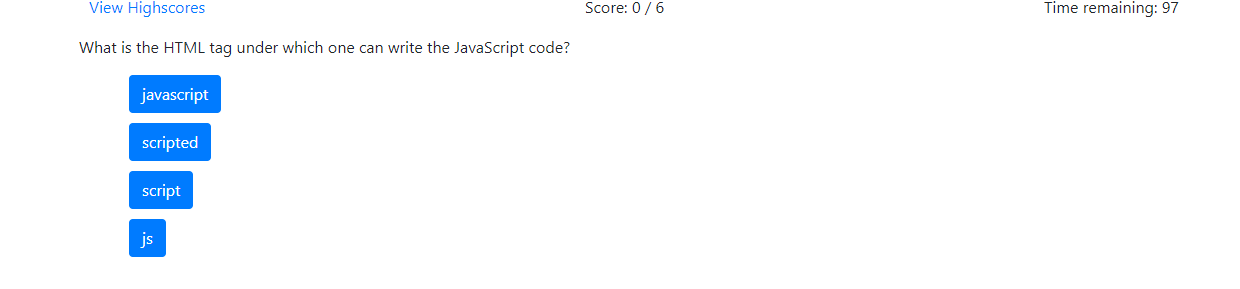 View Highscores Score: 0 / 6 Time remaining: 97
What is the HTML tag under which one can write the JavaScript code?
javascript
scripted
script
js